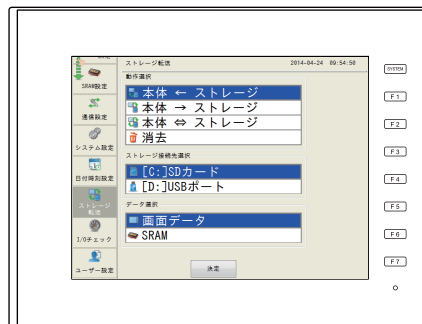 ストレージ転送 2014-04-24 09:54:50
動作選択
本体 ← ストレージ
本体 → ストレージ
本体 ⇔ ストレージ
消去
ストレージ接続先選択
[C:]SDカード
[D:]USBポート
データ選択
画面データ
SRAM
決定
SRAM設定
通信設定
システム設定
日付時刻設定
ストレージ
転送
I/Oチェック
ユーザー設定
SYSTEM
F1
F2
F3
F4
F5
F6
F7